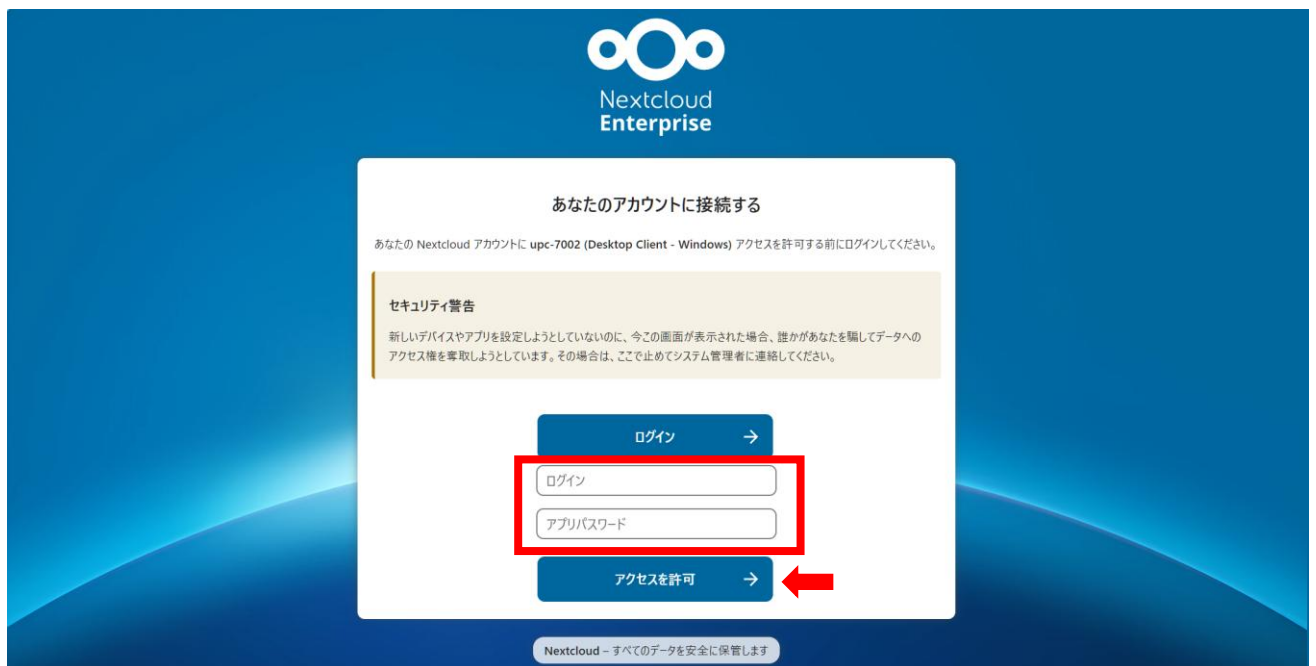 Nextcloud
Enterprise
あなたのアカウントに接続する
あなたの Nextcloud アカウントに upc-7002 (Desktop Client - Windows) アクセスを許可する前にログインしてください。
セキュリティ警告
新しいデバイスやアプリを設定しようとしていないのに、今この画面が表示された場合、誰かがあなたを騙してデータへの
アクセス権を奪取しようとしています。その場合は、ここで止めてシステム管理者に連絡してください。
ログイン →
ログイン
アプリパスワード
アクセスを許可 →
Nextcloud – すべてのデータを安全に保管します